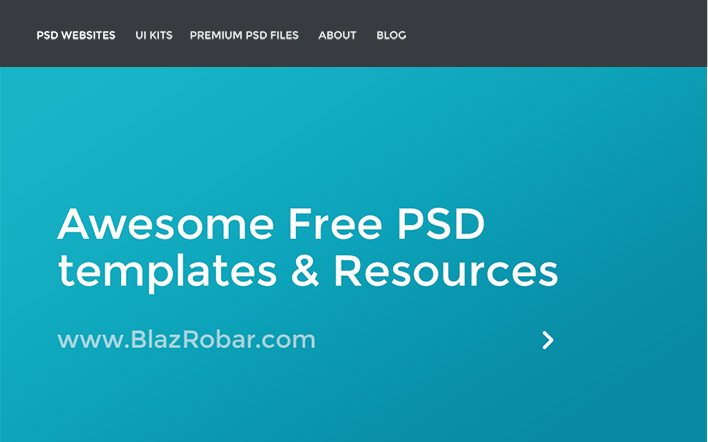 PSD WEBSITES UI KITS PREMIUM PSD FILES ABOUT BLOG
Awesome Free PSD
templates & Resources
www.BlazRobar.com